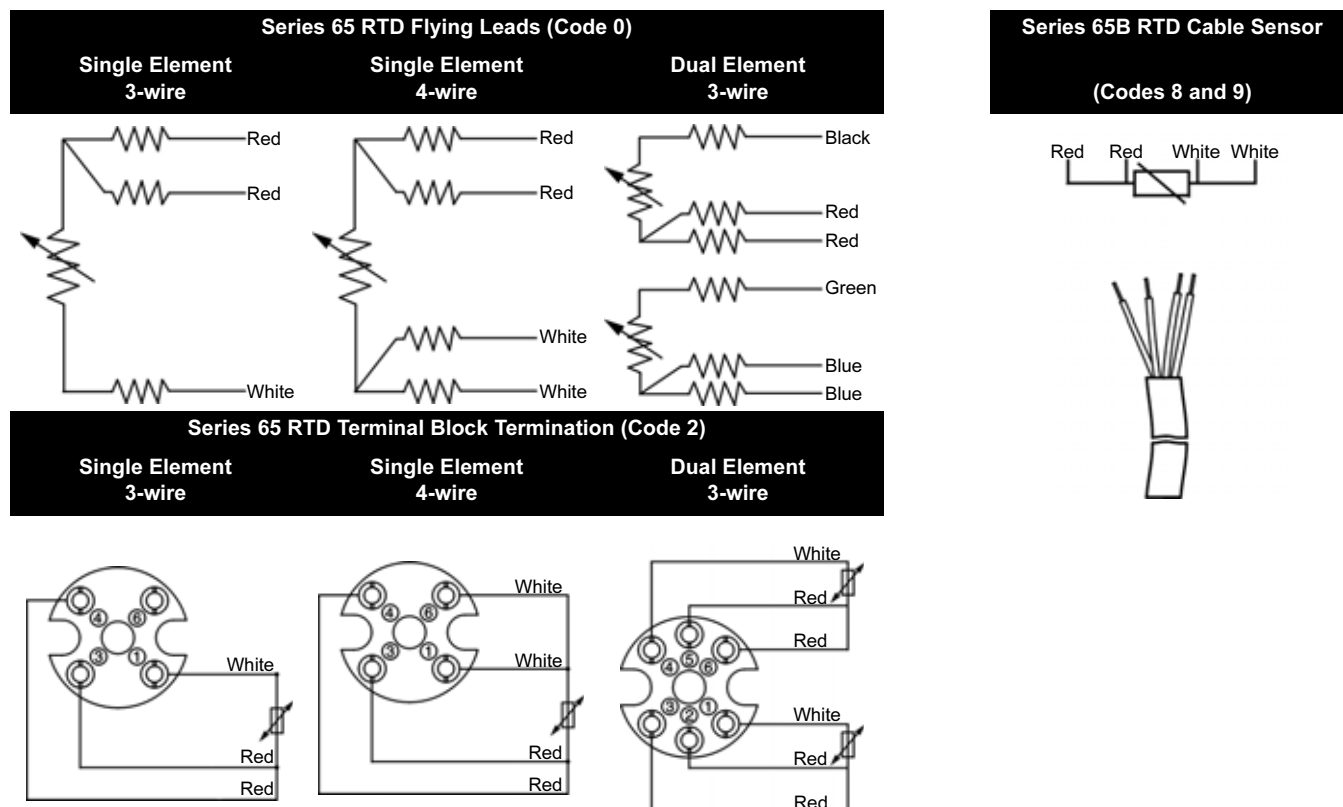 Series 65 RTD Flying Leads (Code 0)
Single Element
3-wire
Single Element
4-wire
Dual Element
3-wire
Red
Red
White
Red
Red
White
White
Black
Red
Red
Green
Blue
Blue
Series 65B RTD Cable Sensor
(Codes 8 and 9)
Red Red White White
Series 65 RTD Terminal Block Termination (Code 2)
Single Element
3-wire
Single Element
4-wire
Dual Element
3-wire
4 6
3 1
White
Red
Red
4 6
3 1
White
White
Red
Red
White
Red
Red
4 5 6
3 2 1
White
Red
Red